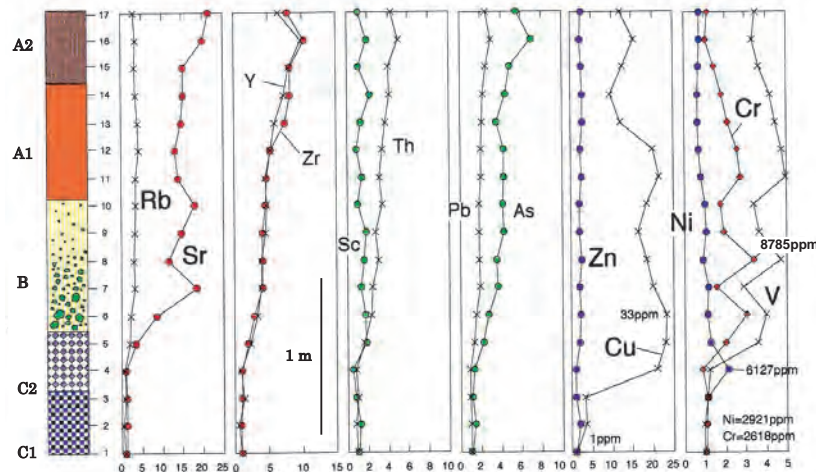 17
A2 16
15
Y
14
Cr
A1 13
Zr Th
12
11
Rb Pb As
10
Ni
9
Sr Sc 8785ppm
Zn
8
B 7
V
6 33ppm
1 m
5 Cu
4 6127ppm
C2
3
Ni=2921ppm
2
1ppm Cr=2618ppm
C1 1
0 5 10 15 20 25 0 5 10 15 0 2 4 6 8 10 0 2 4 6 8 10 0 5 10 15 20 25 0 1 2 3 4 5